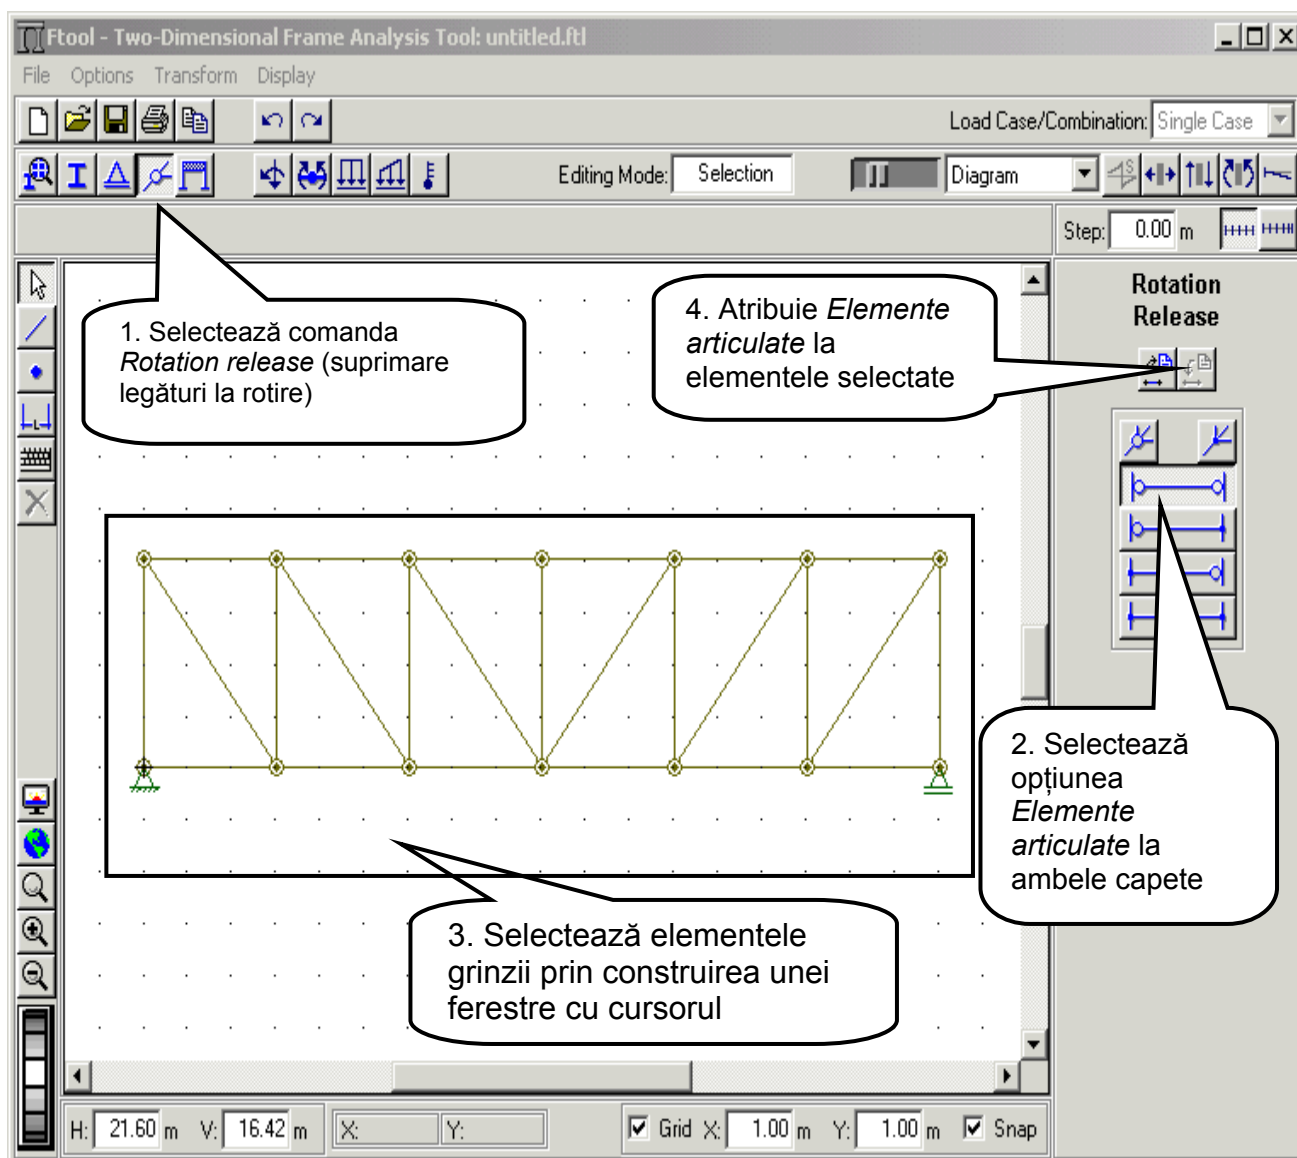 Ftool - Two-Dimensional Frame Analysis Tool: untitled.ftl
File Options Transform Display
Load Case/Combination: Single Case
Editing Mode: Selection Diagram
Step: 0.00 m
Rotation
Release
1. Selectează comanda
Rotation release (suprimare
legături la rotire)
4. Atribuie Elemente
articulate la
elementele selectate
2. Selectează
opțiunea
Elemente
articulate la
ambele capete
3. Selectează elementele
grinzii prin construirea unei
ferestre cu cursorul
H: 21.60 m V: 16.42 m X: Y: Grid X: 1.00 m Y: 1.00 m Snap